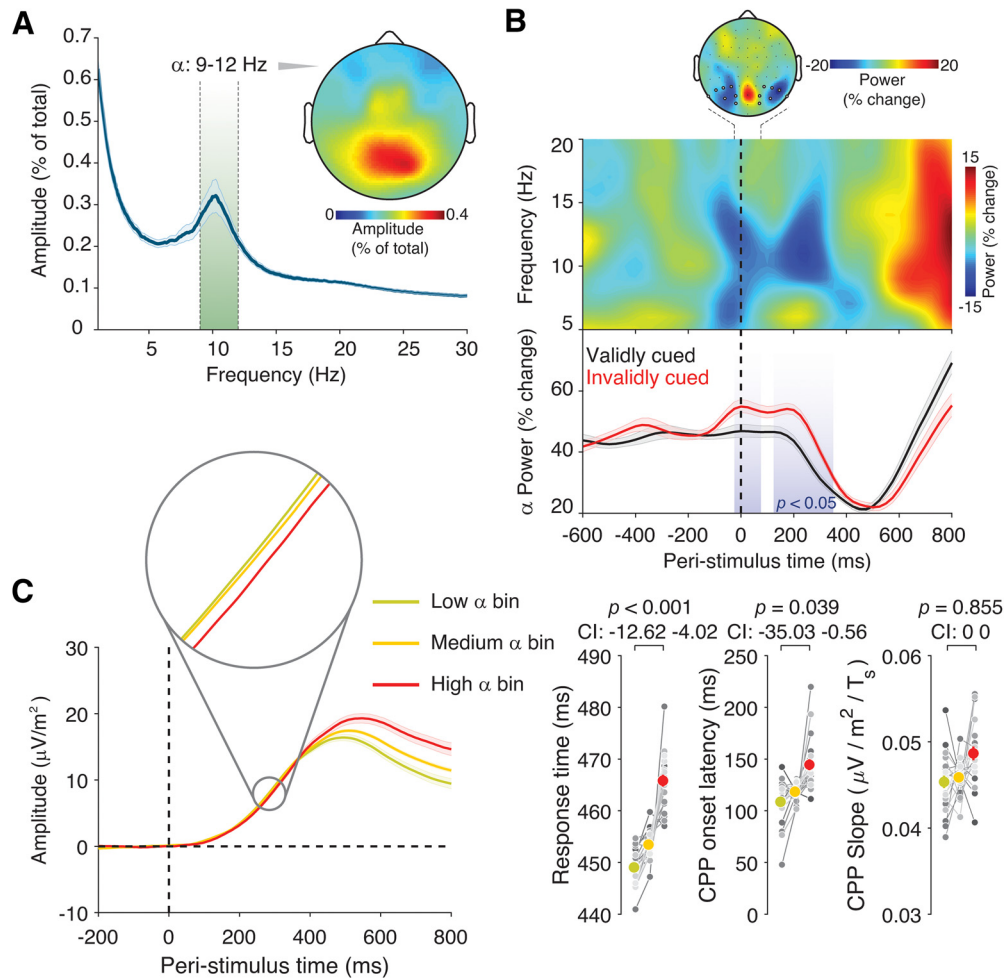 A
0.7
0.6
0.5
0.4
0.3
0.2
0.1
0
Amplitude (% of total)
α: 9-12 Hz
0 0.4
Amplitude
(% of total)
5 10 15 20 25 30
Frequency (Hz)
B
-20 20
Power
(% change)
20
15
10
5
Frequency (Hz)
15
-15
Power (% change)
α Power (% change)
60
40
20
Validly cued
Invalidly cued
p < 0.05
-600 -400 -200 0 200 400 600 800
Peri-stimulus time (ms)
C
Low α bin
Medium α bin
High α bin
30
20
10
0
-10
Amplitude (μV/m²)
-200 0 200 400 600 800
Peri-stimulus time (ms)
p < 0.001
CI: -12.62 -4.02
490
480
470
460
450
440
Response time (ms)
p = 0.039
CI: -35.03 -0.56
250
200
150
100
50
0
CPP onset latency (ms)
p = 0.855
CI: 0 0
0.06
0.05
0.04
0.03
CPP Slope (μV / m² / Ts)